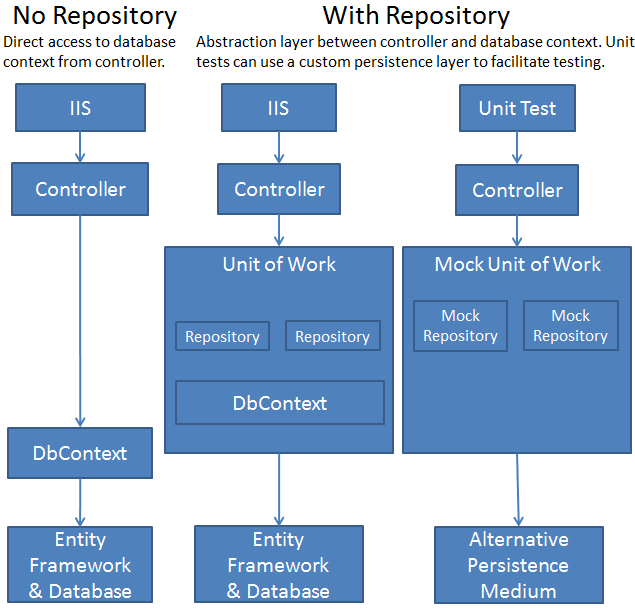 No Repository
Direct access to database
context from controller.
IIS
Controller
DbContext
Entity
Framework
& Database
With Repository
Abstraction layer between controller and database context. Unit
tests can use a custom persistence layer to facilitate testing.
IIS
Controller
Unit of Work
Repository
Repository
DbContext
Entity
Framework
& Database
Unit Test
Controller
Mock Unit of Work
Mock
Repository
Mock
Repository
Alternative
Persistence
Medium